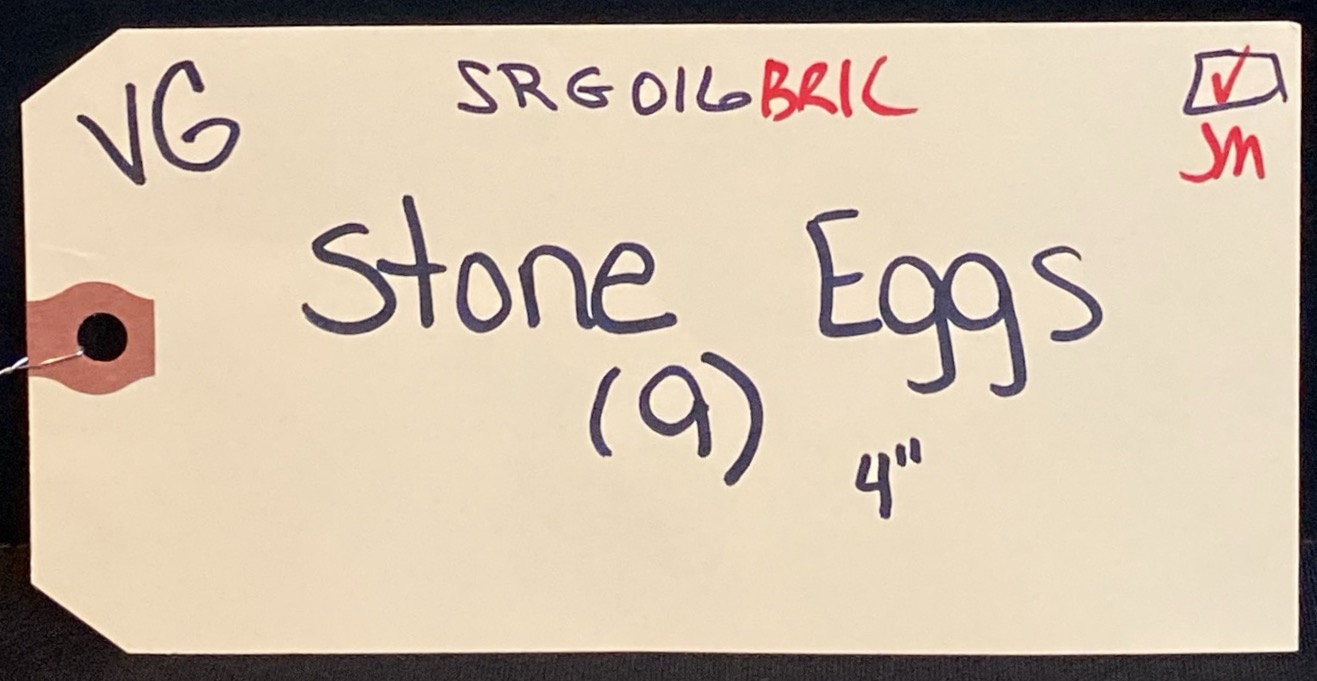 VG SRG016BRIC ✓
JM
Stone Eggs
(9)
4"